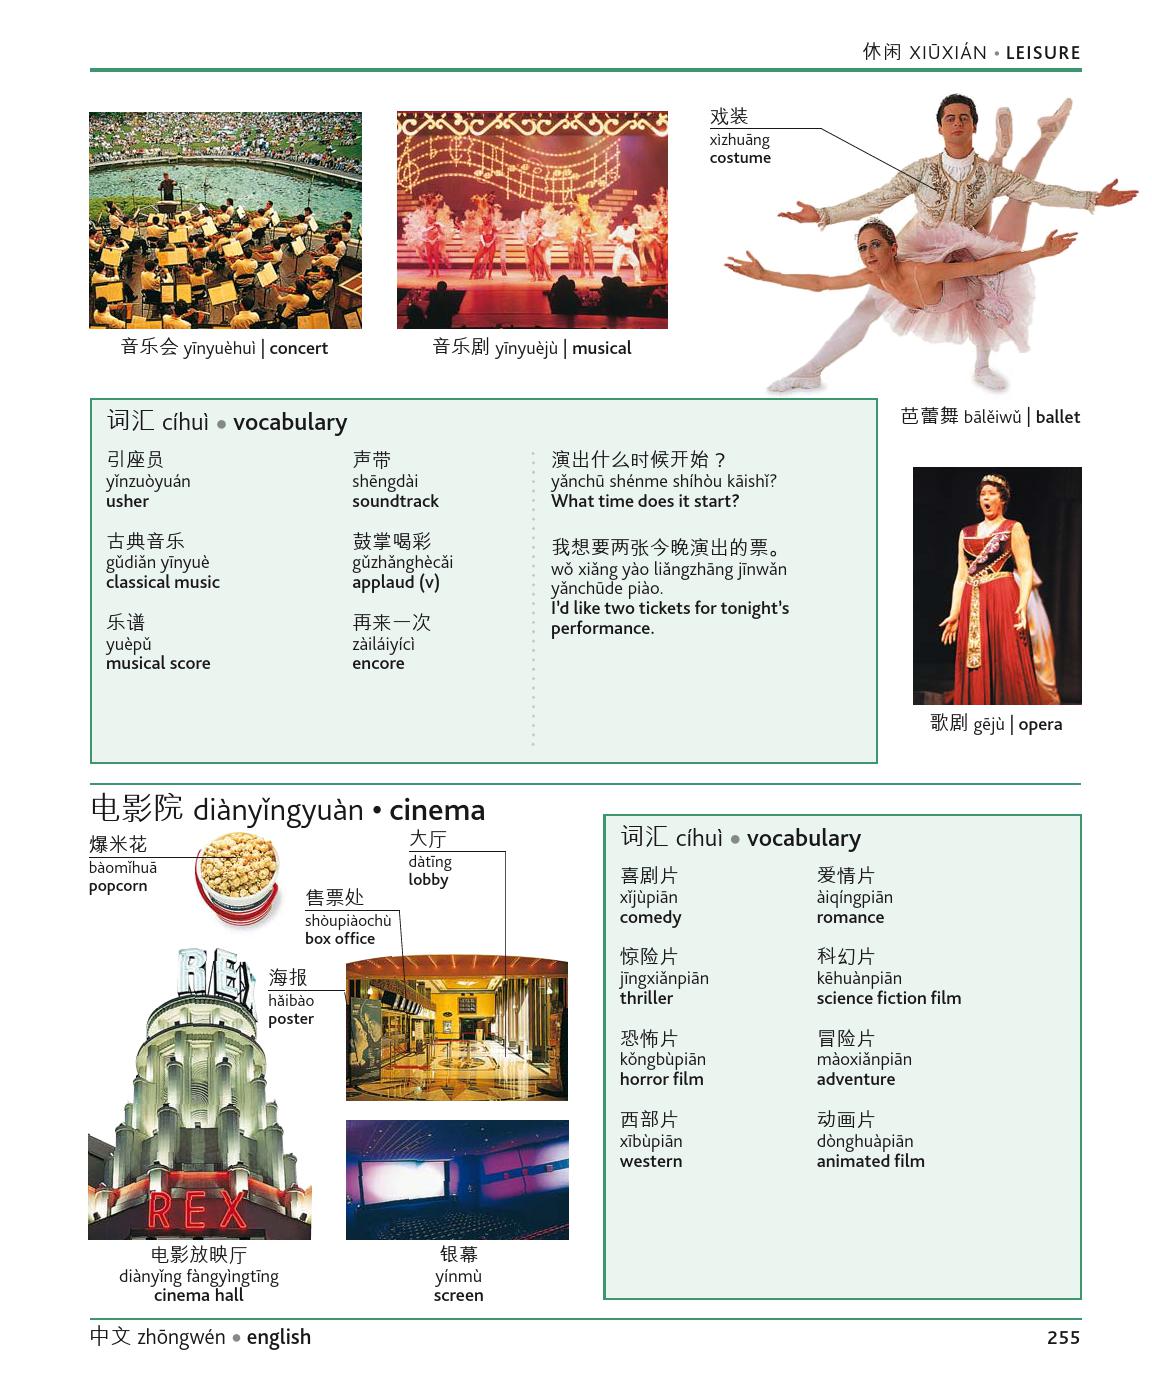 休闲 XIŪXIÁN • LEISURE
戏装
xìzhuāng
costume
音乐会 yīnyuèhuì | concert
音乐剧 yīnyuèjù | musical
芭蕾舞 bālěiwǔ | ballet
词汇 cíhuì • vocabulary
引座员
yǐnzuòyuán
usher
古典音乐
gǔdiǎn yīnyuè
classical music
乐谱
yuèpǔ
musical score
声带
shēngdài
soundtrack
鼓掌喝彩
gǔzhǎnghècǎi
applaud (v)
再来一次
zàiláiyícì
encore
演出什么时候开始？
yǎnchū shénme shíhòu kāishǐ?
What time does it start?
我想要两张今晚演出的票。
wǒ xiǎng yào liǎngzhāng jīnwǎn
yǎnchūde piào.
I'd like two tickets for tonight's
performance.
歌剧 gējù | opera
电影院 diànyǐngyuàn • cinema
爆米花
bàomǐhuā
popcorn
大厅
dàtīng
lobby
售票处
shòupiàochù
box office
海报
hǎibào
poster
REX
REX
电影放映厅
diànyǐng fàngyìngtīng
cinema hall
银幕
yínmù
screen
词汇 cíhuì • vocabulary
喜剧片
xǐjùpiān
comedy
惊险片
jīngxiǎnpiān
thriller
恐怖片
kǒngbùpiān
horror film
西部片
xībùpiān
western
爱情片
àiqíngpiān
romance
科幻片
kēhuànpiān
science fiction film
冒险片
màoxiǎnpiān
adventure
动画片
dònghuàpiān
animated film
中文 zhōngwén • english
255